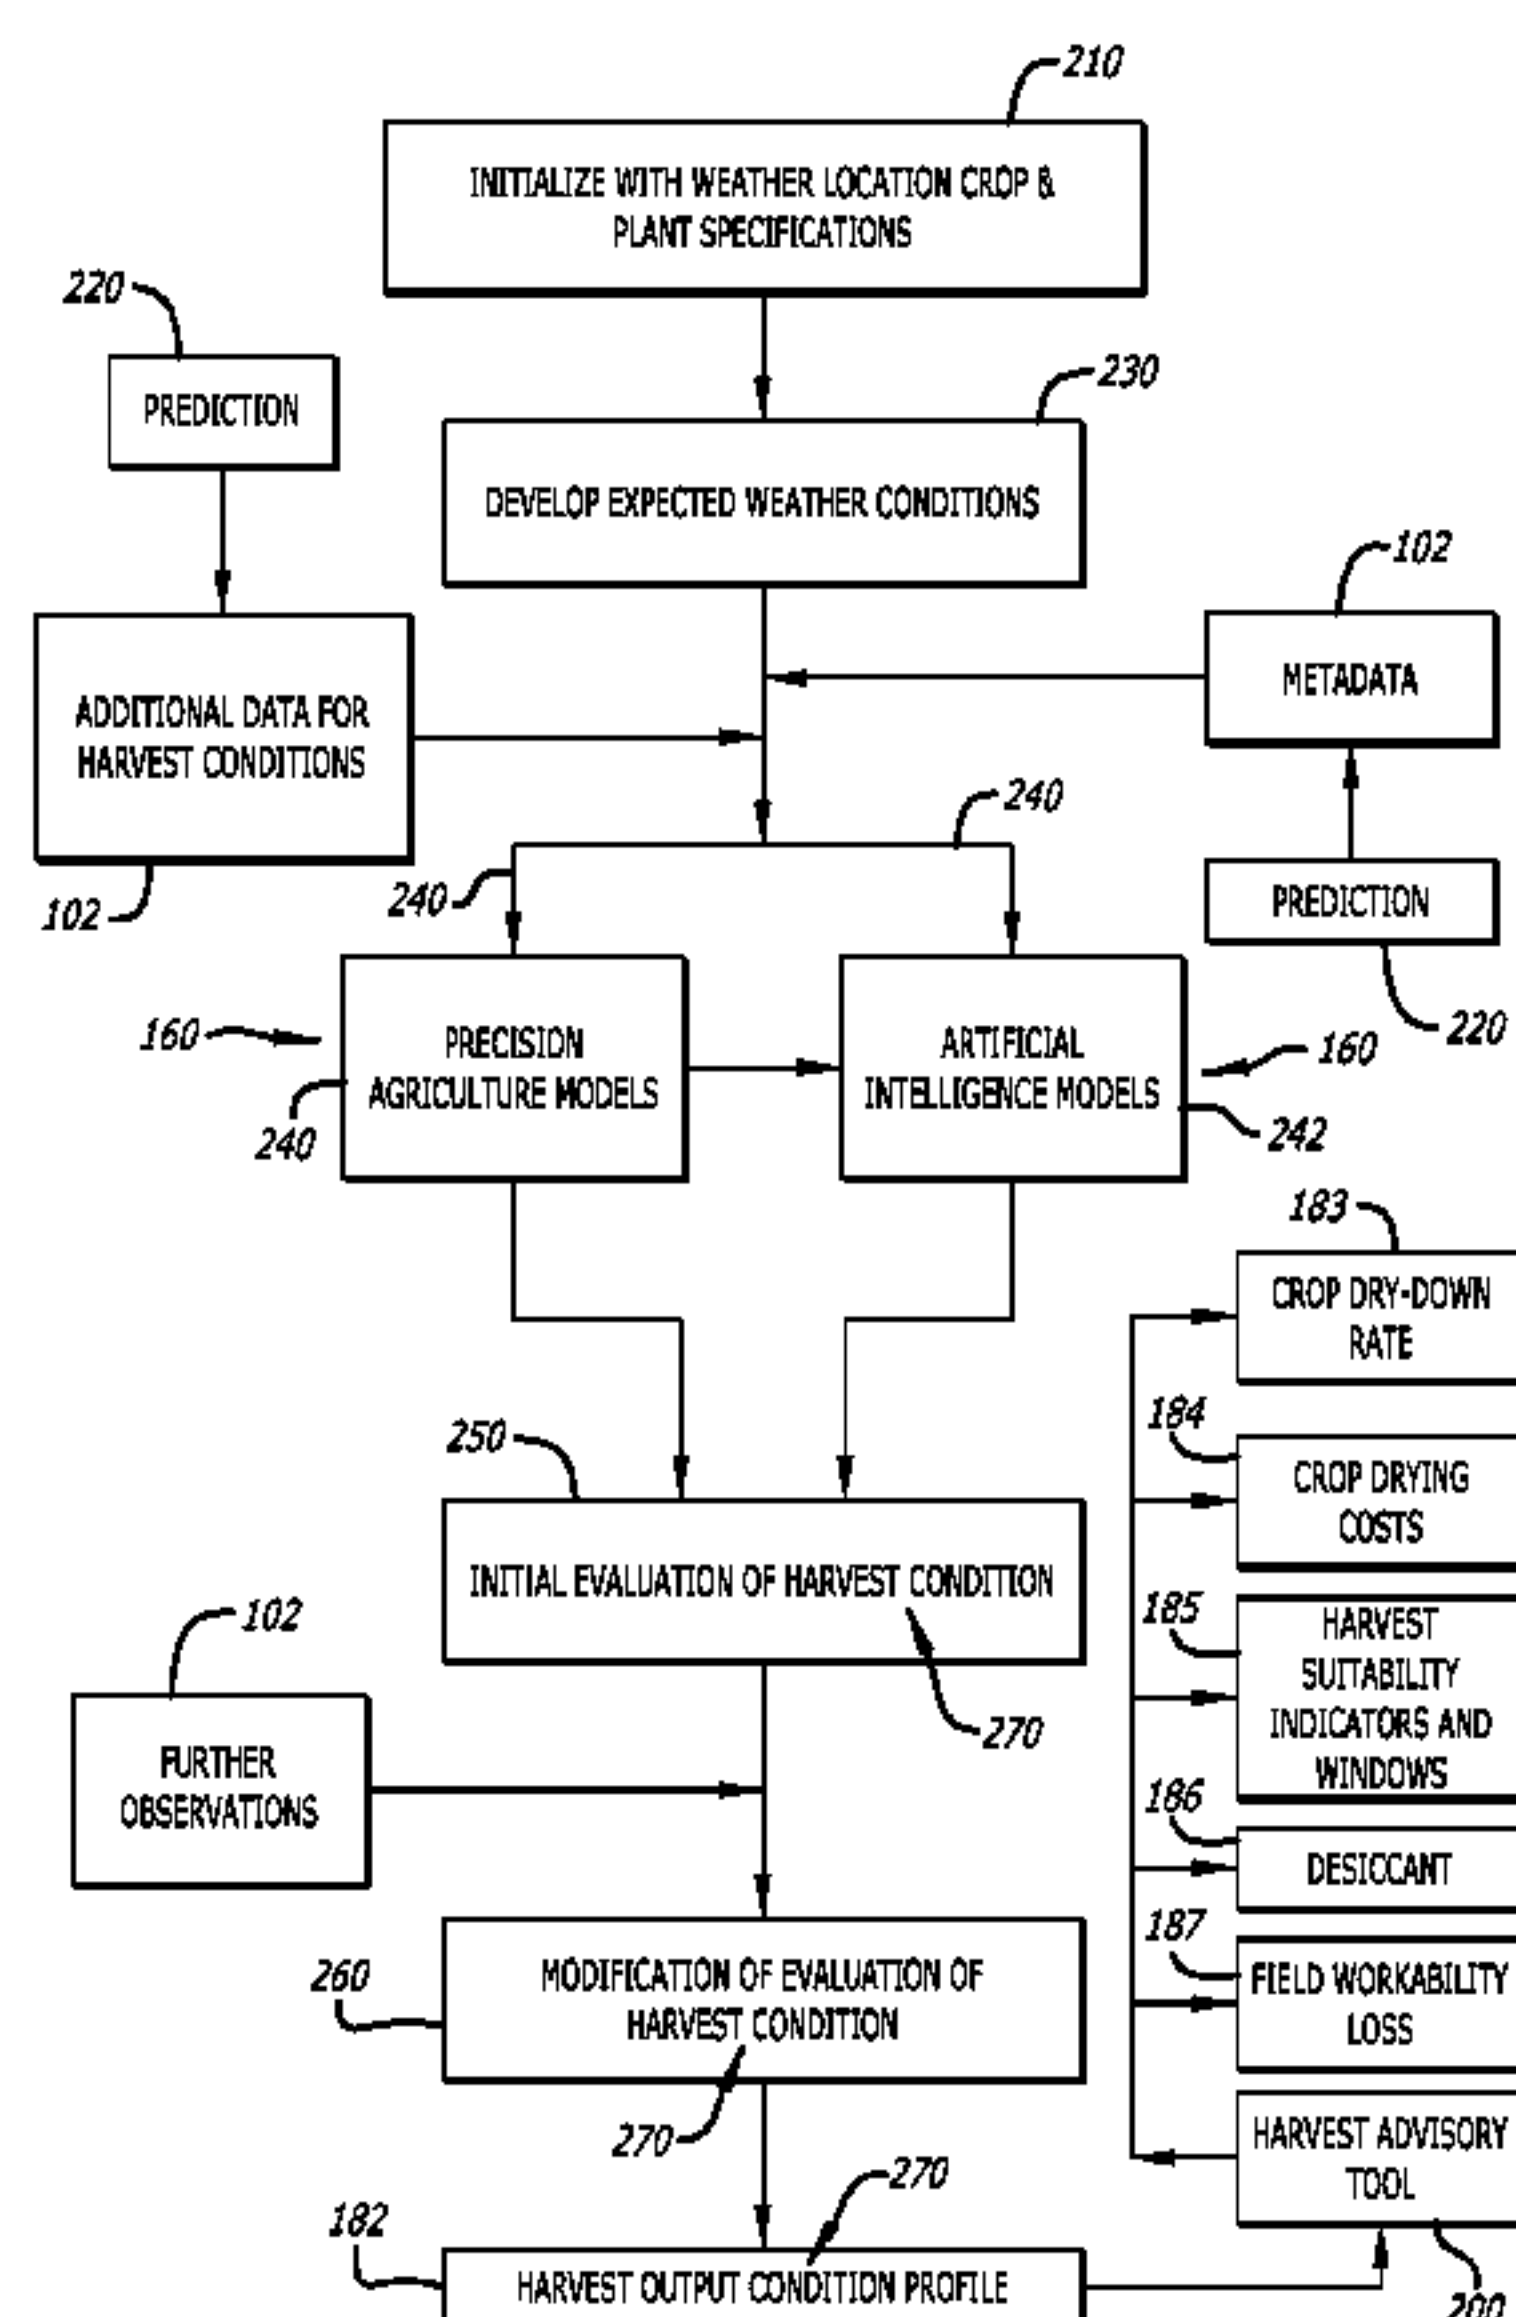 210
INITIALIZE WITH WEATHER LOCATION CROP &
PLANT SPECIFICATIONS
220
PREDICTION
230
DEVELOP EXPECTED WEATHER CONDITIONS
102
METADATA
ADDITIONAL DATA FOR
HARVEST CONDITIONS
102
240
240
PREDICTION
220
160
PRECISION
AGRICULTURE MODELS
240
ARTIFICIAL
INTELLIGENCE MODELS
160
242
183
CROP DRY-DOWN
RATE
184
CROP DRYING
COSTS
250
INITIAL EVALUATION OF HARVEST CONDITION
270
185
HARVEST
SUITABILITY
INDICATORS AND
WINDOWS
102
FURTHER
OBSERVATIONS
186
DESICCANT
187
FIELD WORKABILITY
LOSS
260
MODIFICATION OF EVALUATION OF
HARVEST CONDITION
270
HARVEST ADVISORY
TOOL
200
270
182
HARVEST OUTPUT CONDITION PROFILE